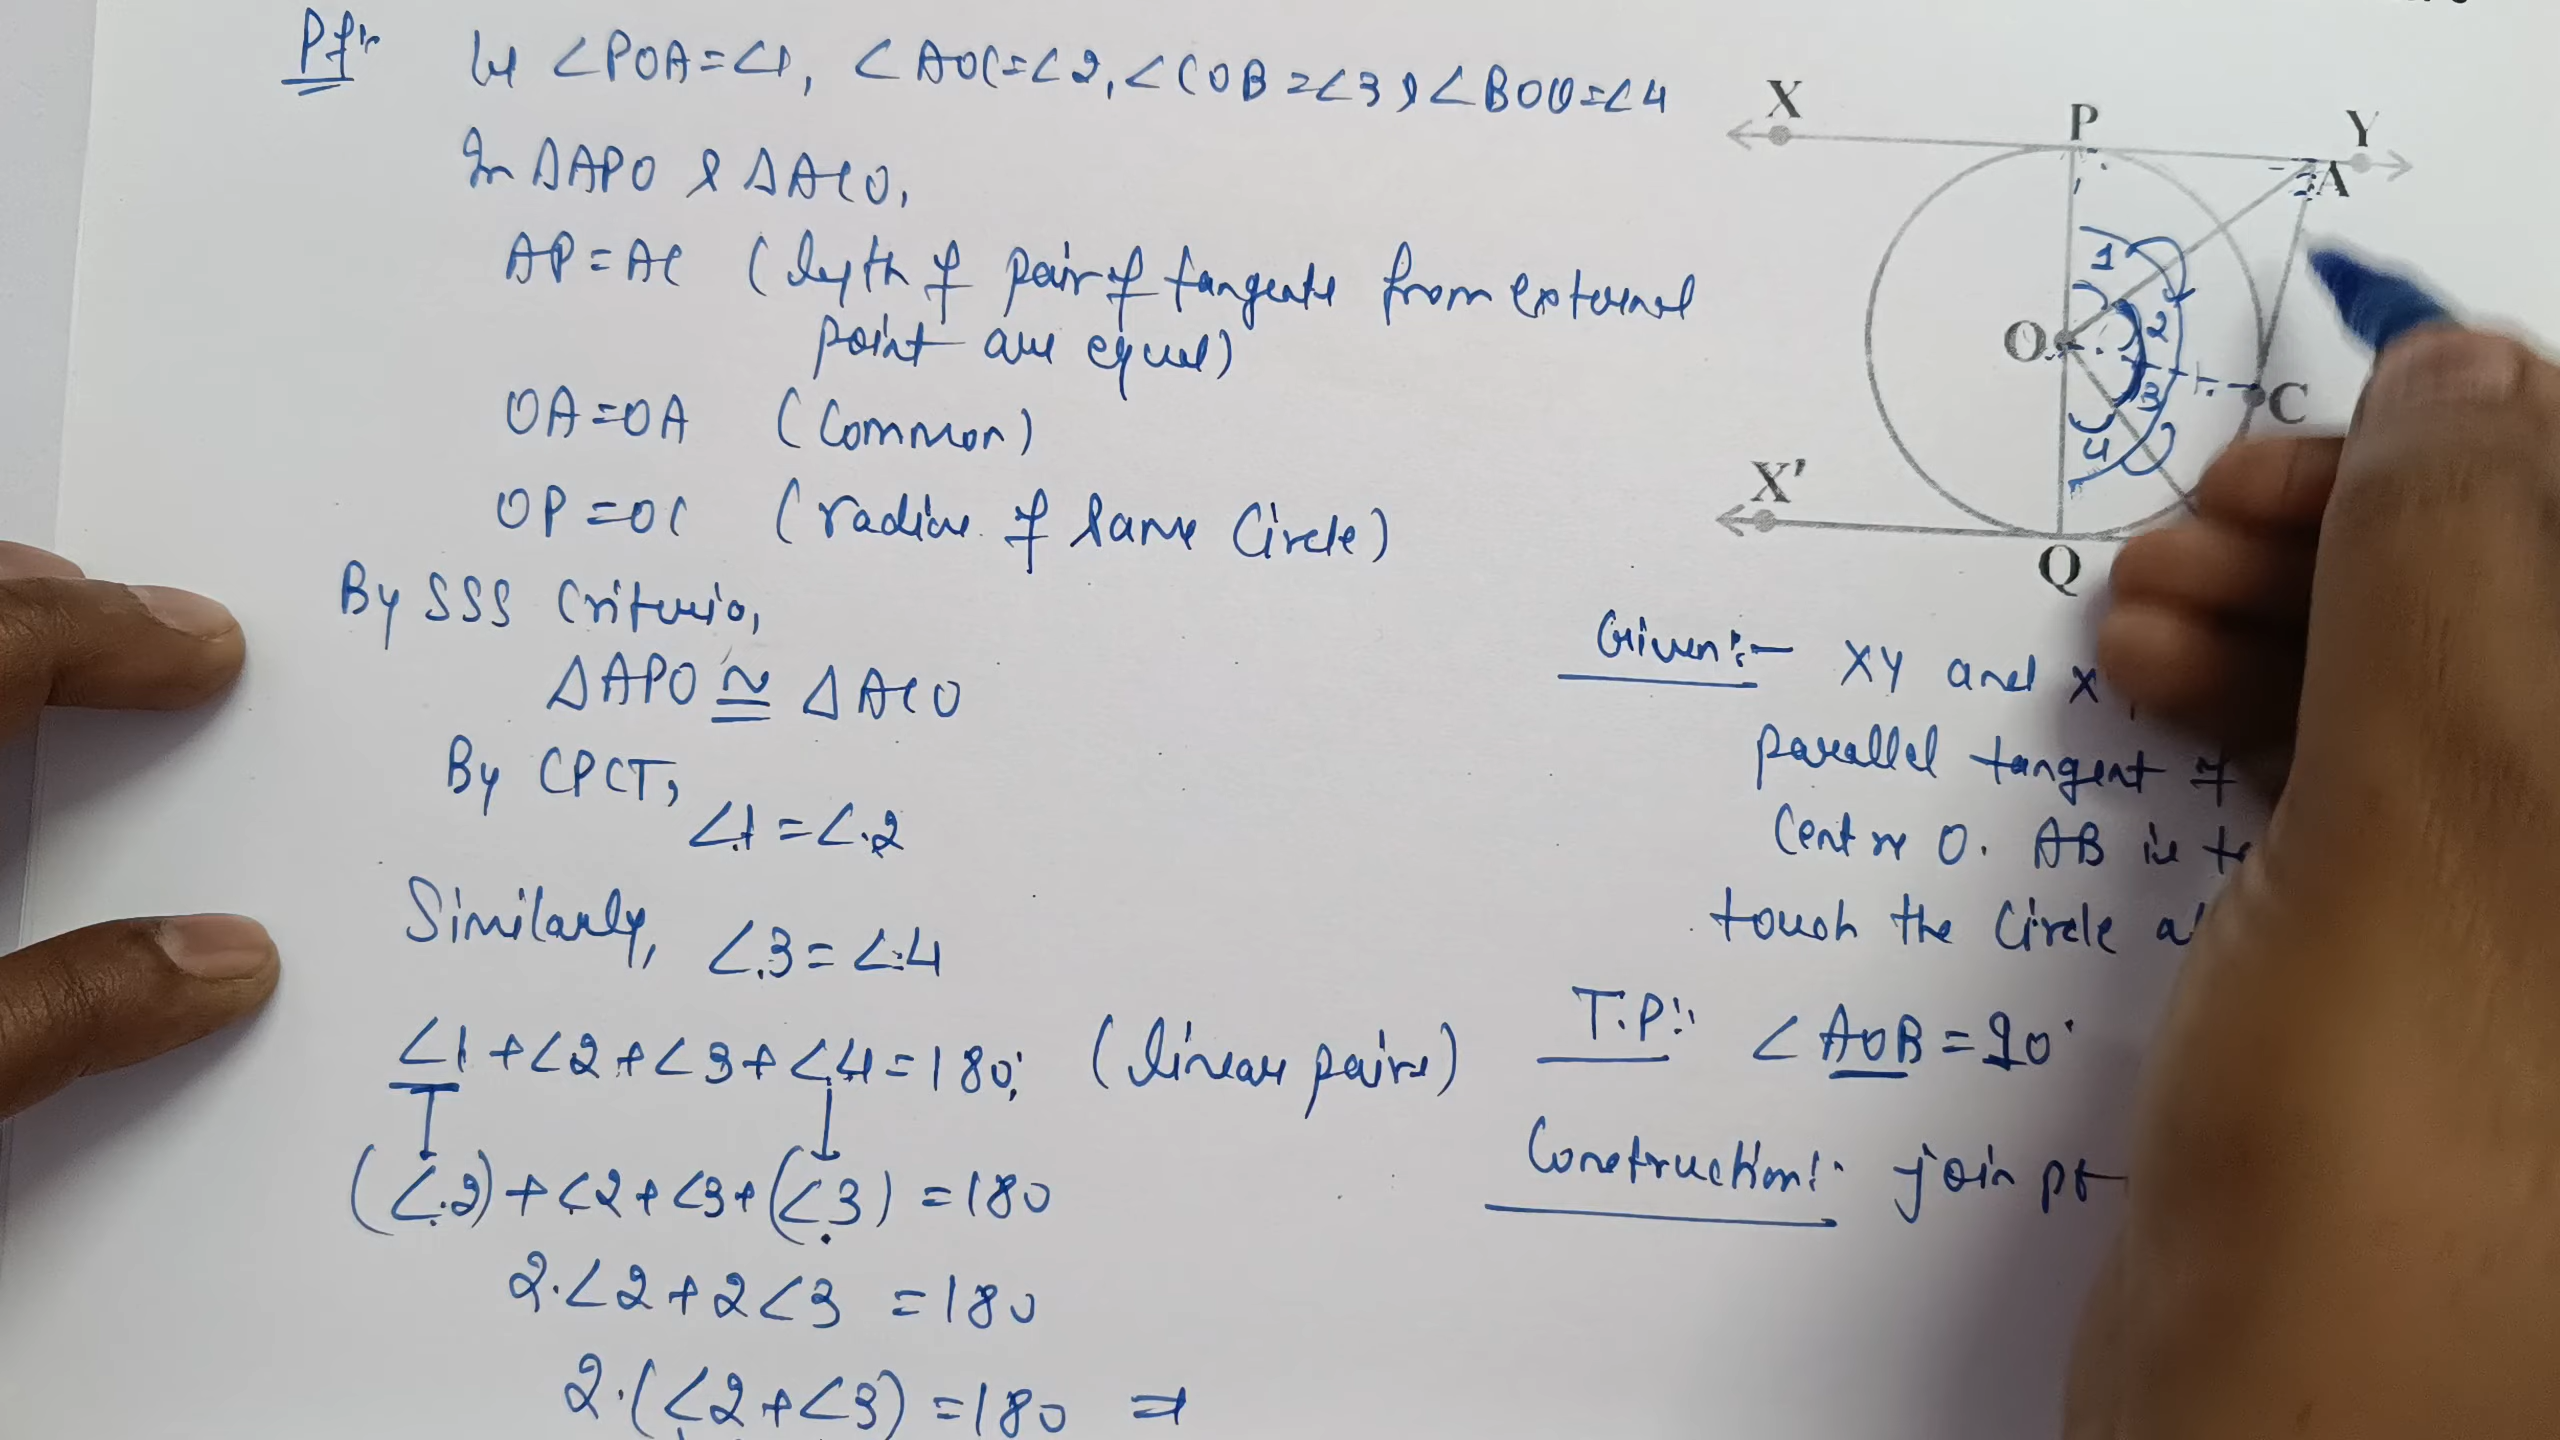 Pf:
let ∠POA=∠1, ∠AOC=∠2, ∠COB=∠3 & ∠BOQ=∠4
In ΔAPO & ΔACO,
AP = AC (length of pair of tangents from external
point are equal)
OA=OA (Common)
OP =OC (radius of same Circle)
By SSS Criteria,
ΔAPO ≅ ΔACO
By CPCT,
∠1 =∠2
Similarly, ∠3= ∠4
∠1 +∠2 +∠3+∠4=180° (linear pairs)
(∠2)+∠2+∠3+(∠3) =180
2.∠2+2∠3 =180
2.(∠2+∠3) =180 ⇒
X P Y
A
1
2
O
3 C
4
X'
Q
Given:- XY and X
parallel tangent of
Centre O. AB is
touch the Circle
T.P:- ∠AOB =90°
Construction:- join pt